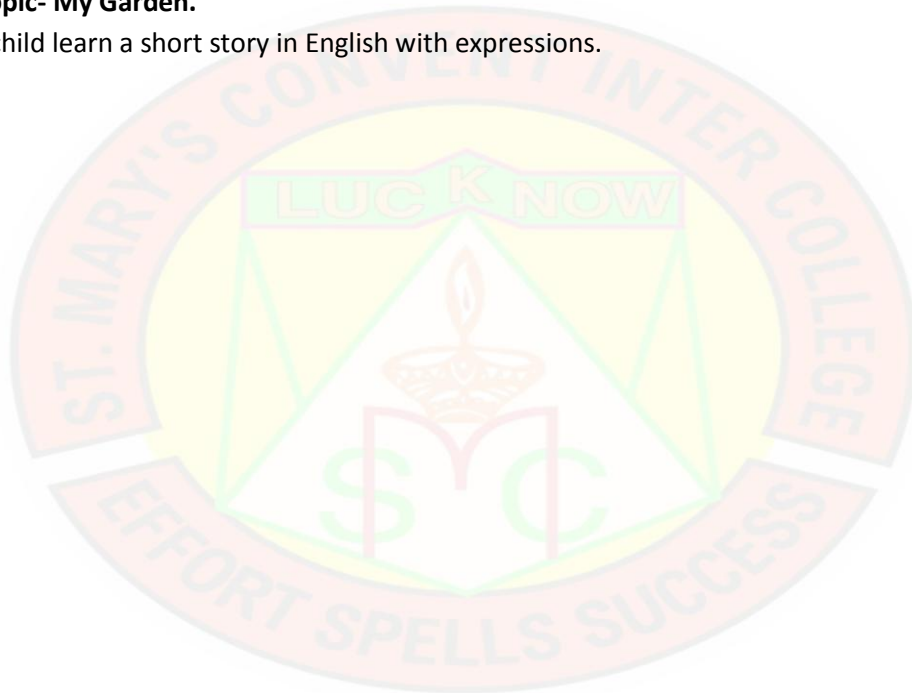 opic- My Garden.
child learn a short story in English with expressions.
ST. MARY'S CONVENT INTER COLLEGE
LUCKNOW
SMC
EFFORT SPELLS SUCCESS